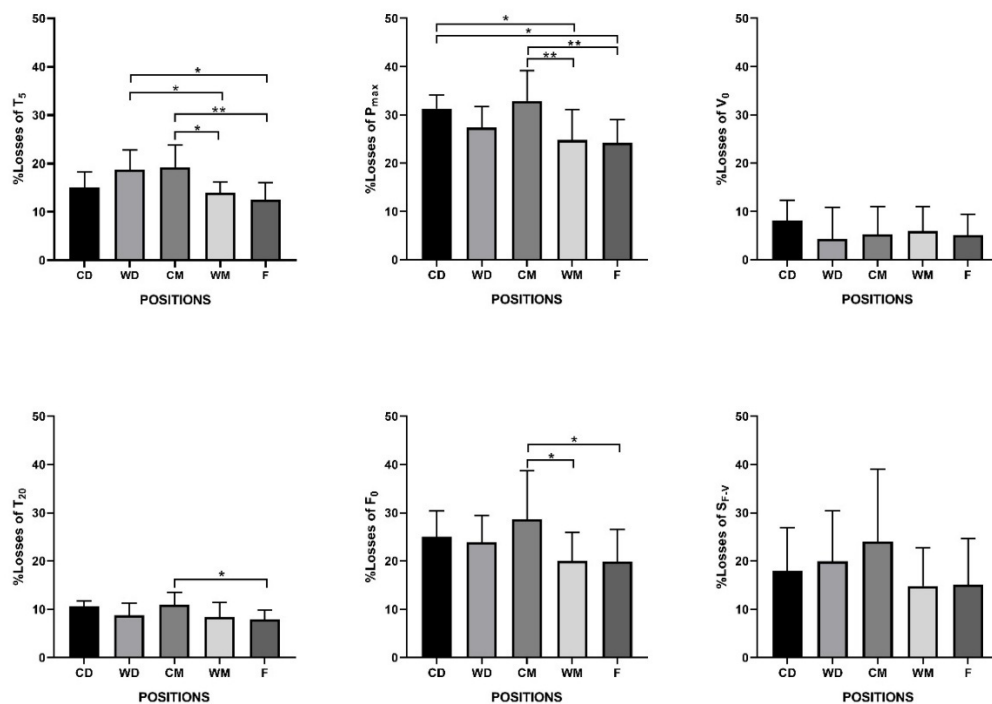 %Losses of T5
50
40
30
20
10
0
*
*
**
*
CD WD CM WM F
POSITIONS
%Losses of Pmax
50
40
30
20
10
0
*
*
**
**
CD WD CM WM F
POSITIONS
%Losses of V0
50
40
30
20
10
0
CD WD CM WM F
POSITIONS
%Losses of T20
50
40
30
20
10
0
*
CD WD CM WM F
POSITIONS
%Losses of F0
50
40
30
20
10
0
*
*
CD WD CM WM F
POSITIONS
%Losses of SF-V
50
40
30
20
10
0
CD WD CM WM F
POSITIONS